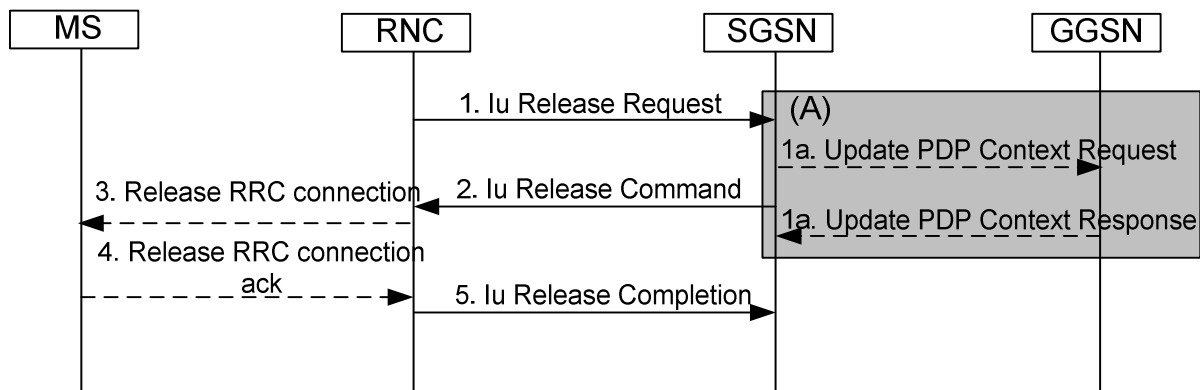 MS
RNC
SGSN
GGSN
1. Iu Release Request
(A)
1a. Update PDP Context Request
3. Release RRC connection
2. Iu Release Command
1a. Update PDP Context Response
4. Release RRC connection
ack
5. Iu Release Completion